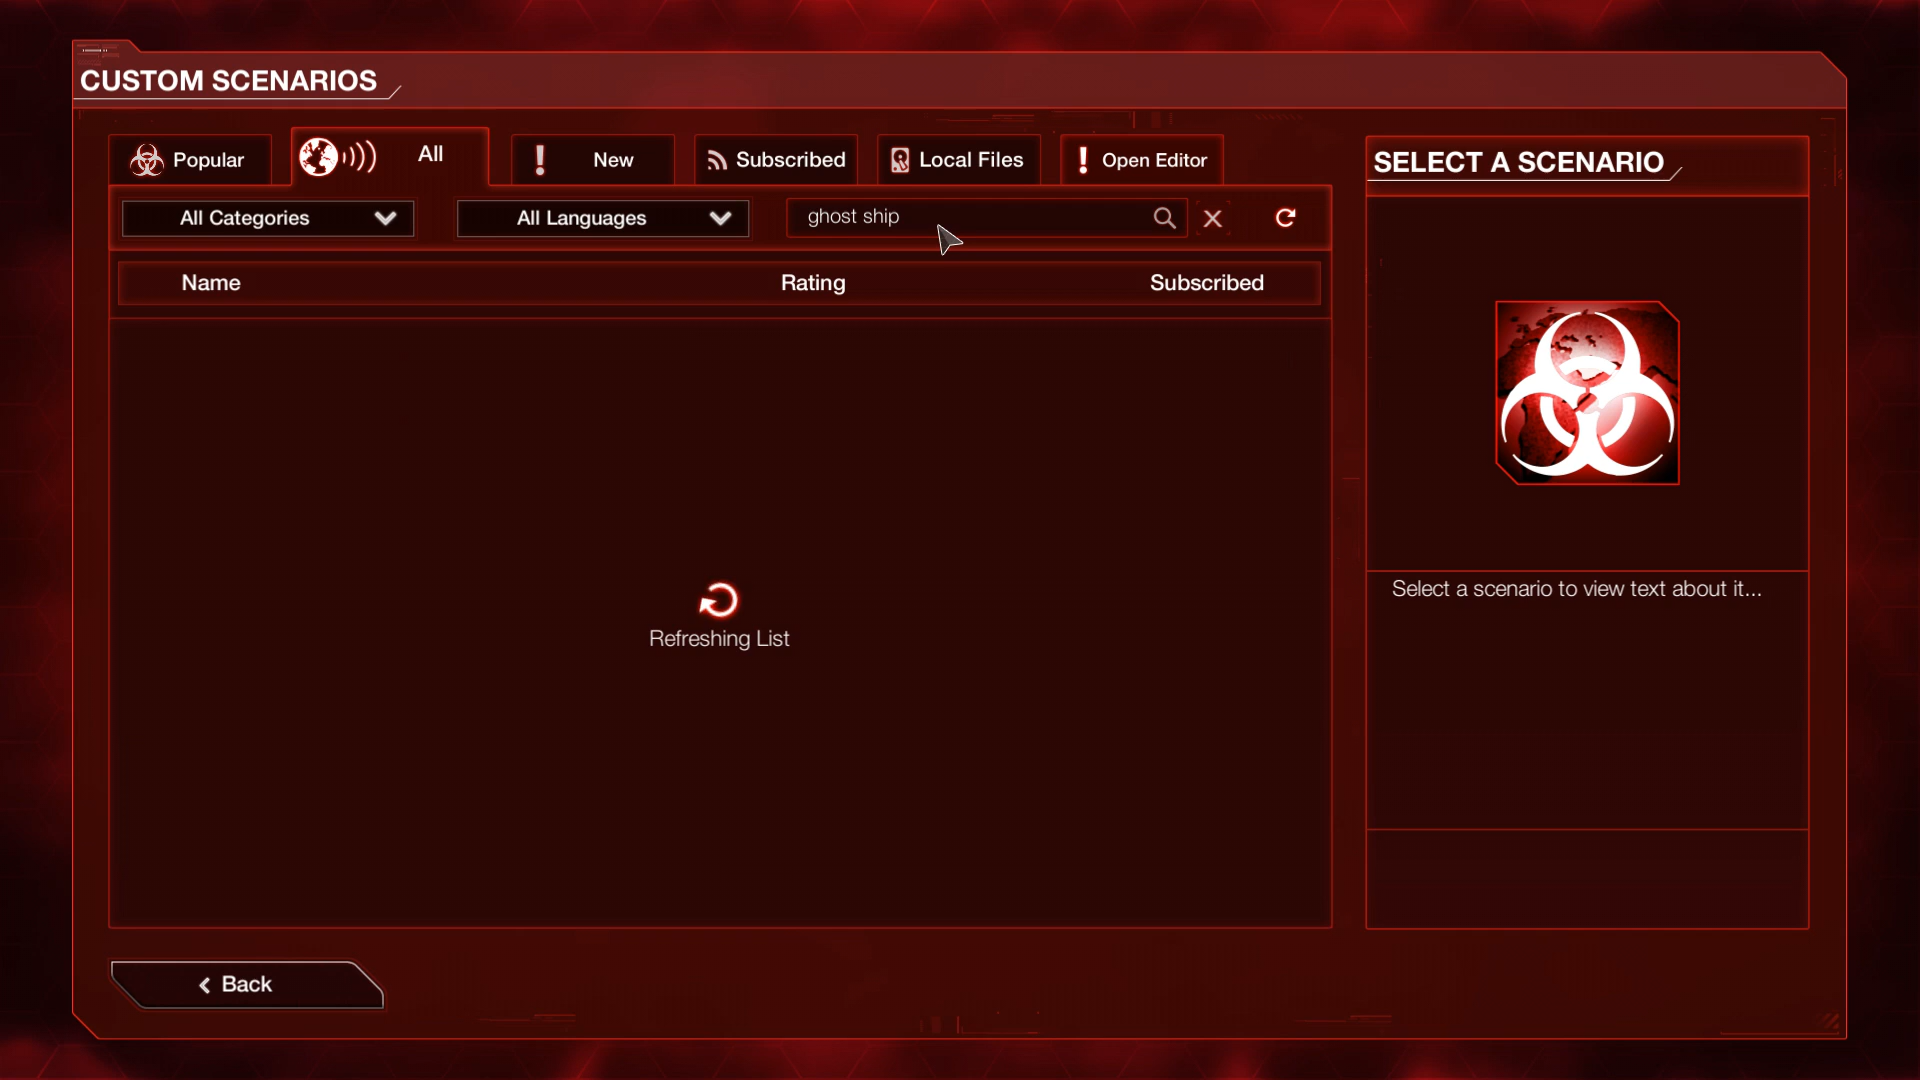 CUSTOM SCENARIOS
Popular
All
New
Subscribed
Local Files
Open Editor
SELECT A SCENARIO
All Categories
All Languages
ghost ship
Name
Rating
Subscribed
Select a scenario to view text about it...
Refreshing List
Back